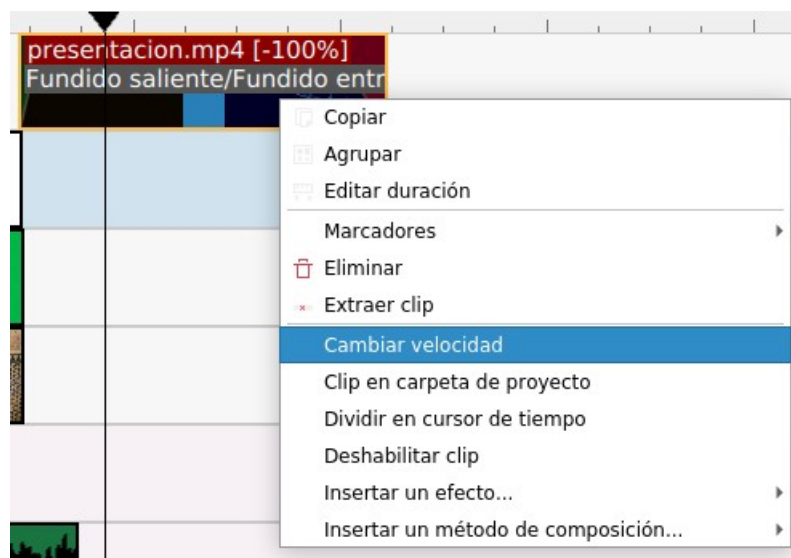 presentacion.mp4 [-100%]
Fundido saliente/Fundido entr
Copiar
Agrupar
Editar duración
Marcadores
Eliminar
Extraer clip
Cambiar velocidad
Clip en carpeta de proyecto
Dividir en cursor de tiempo
Deshabilitar clip
Insertar un efecto...
Insertar un método de composición...